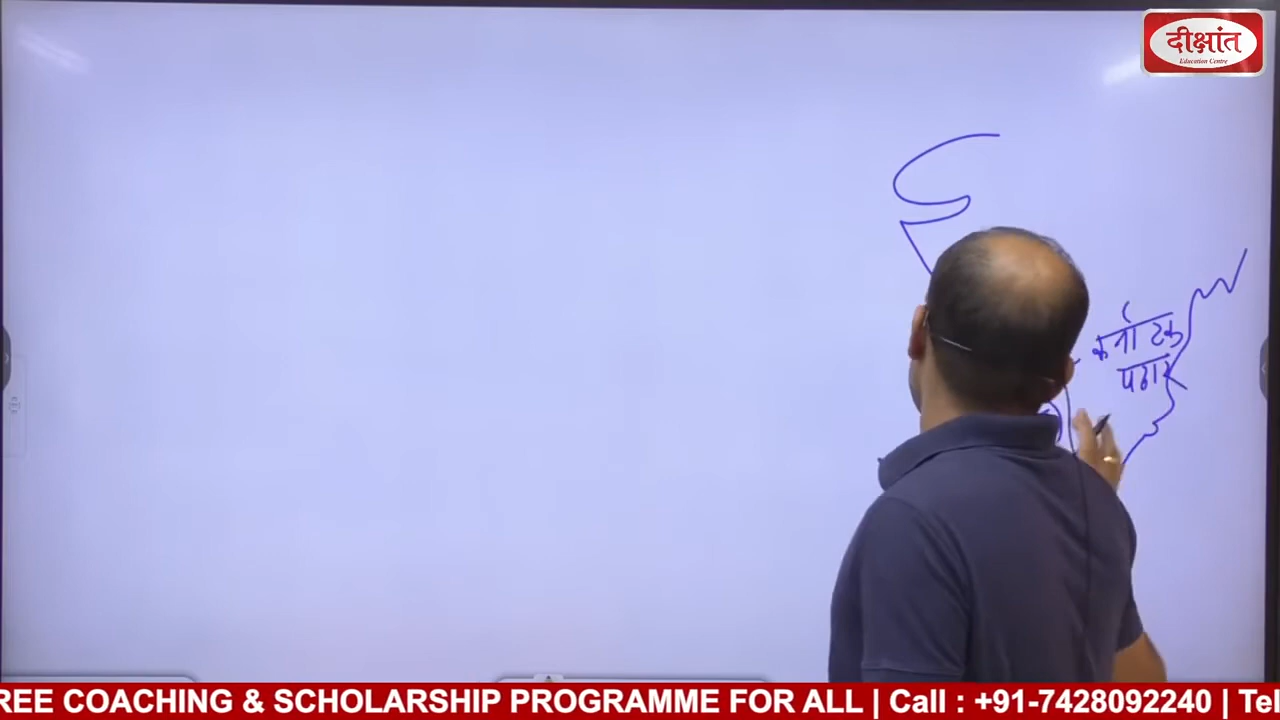 दीक्षांत
Education Centre
कर्नाटक
पठार
REE COACHING & SCHOLARSHIP PROGRAMME FOR ALL | Call : +91-7428092240 | Tel